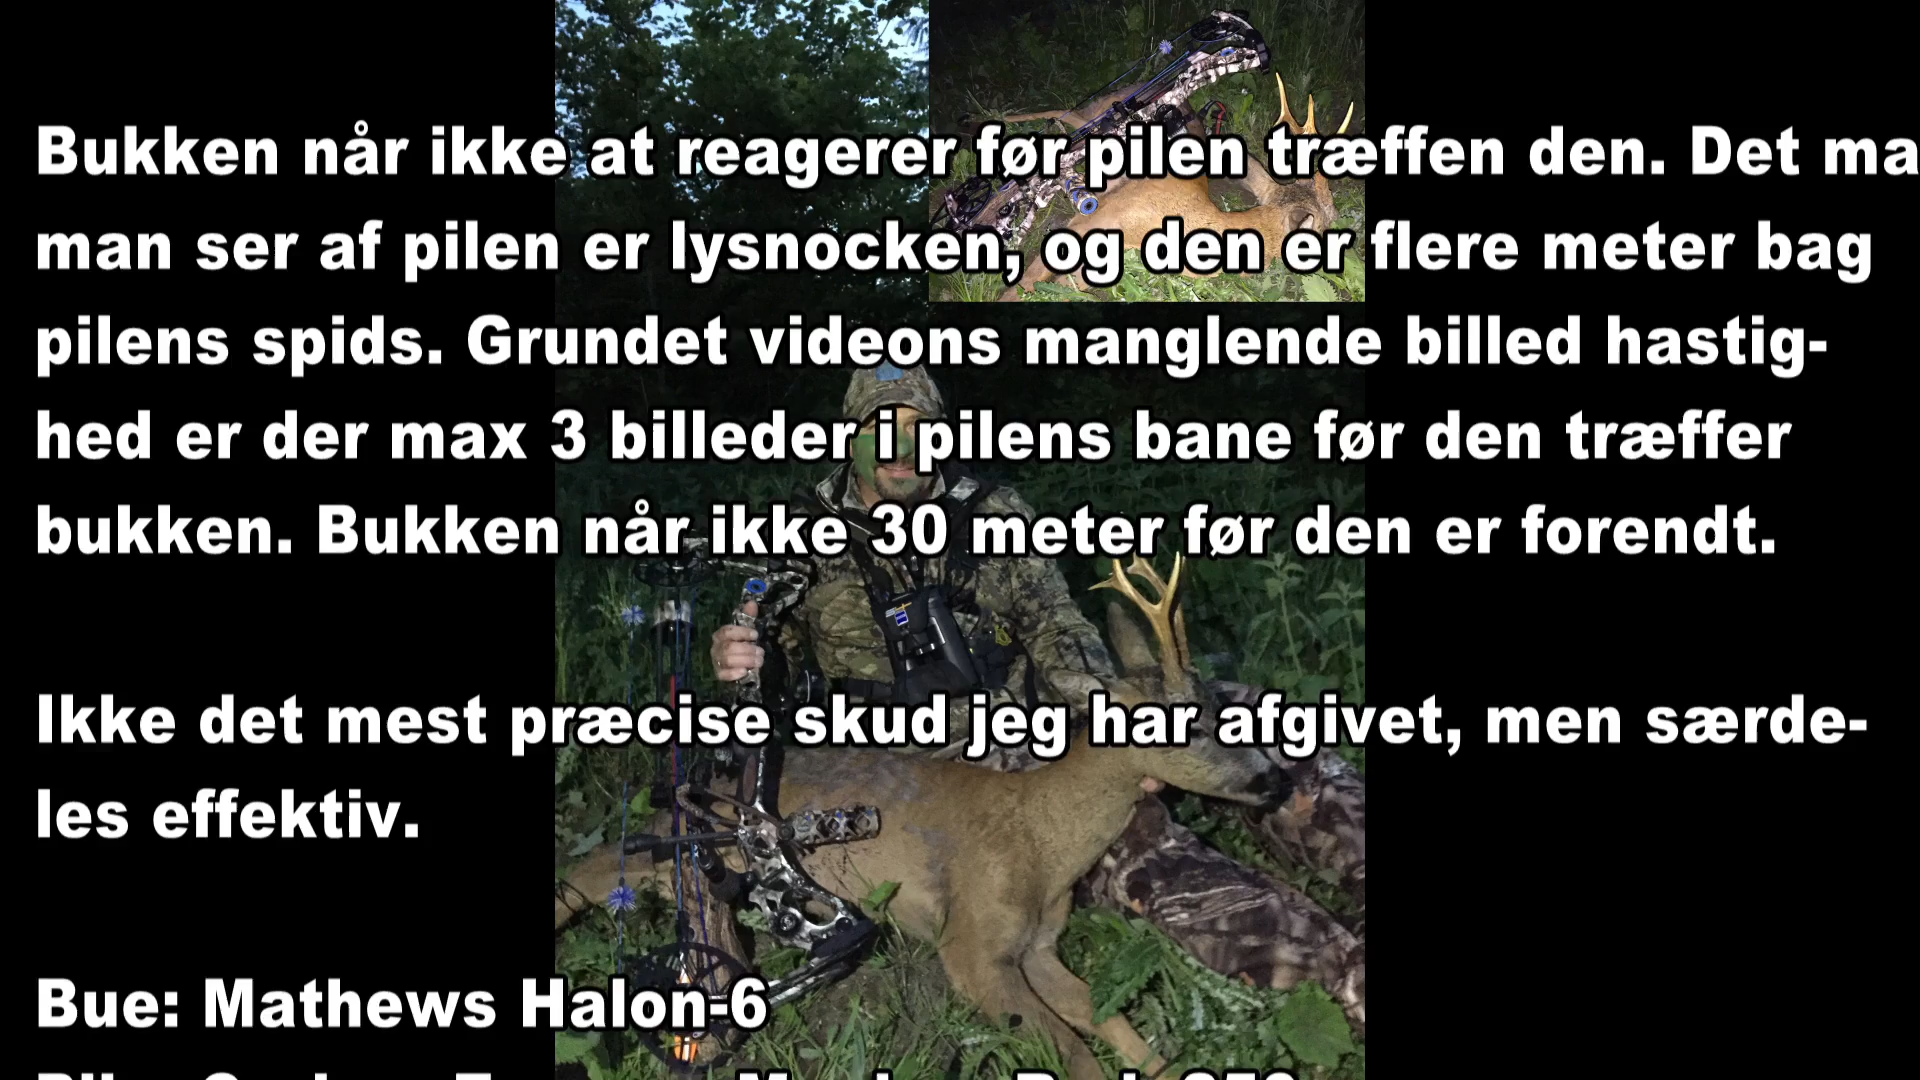 Bukken når ikke at reagerer før pilen træffen den. Det ma
man ser af pilen er lysnocken, og den er flere meter bag
pilens spids. Grundet videons manglende billed hastig-
hed er der max 3 billeder i pilens bane før den træffer
bukken. Bukken når ikke 30 meter før den er forendt.
Ikke det mest præcise skud jeg har afgivet, men særde-
les effektiv.
Bue: Mathews Halon-6